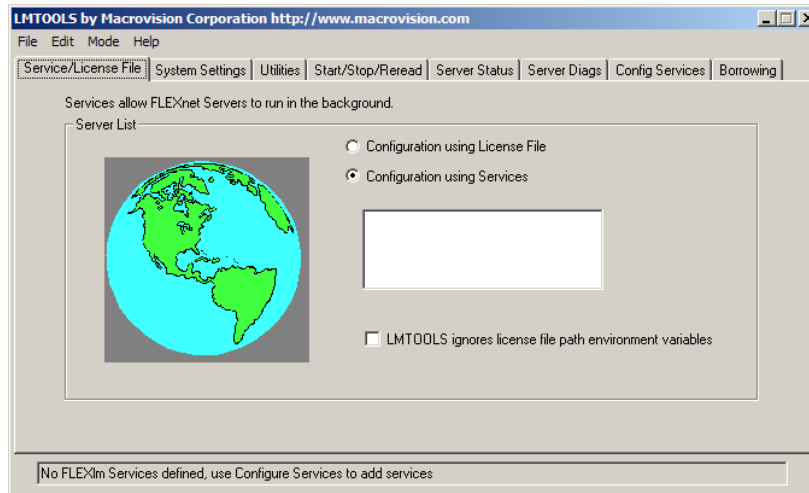 LMTOOLS by Macrovision Corporation http://www.macrovision.com
File Edit Mode Help
Service/License File System Settings Utilities Start/Stop/Reread Server Status Server Diags Config Services Borrowing
Services allow FLEXnet Servers to run in the background.
Server List
Configuration using License File
Configuration using Services
LMTOOLS ignores license file path environment variables
No FLEXlm Services defined, use Configure Services to add services